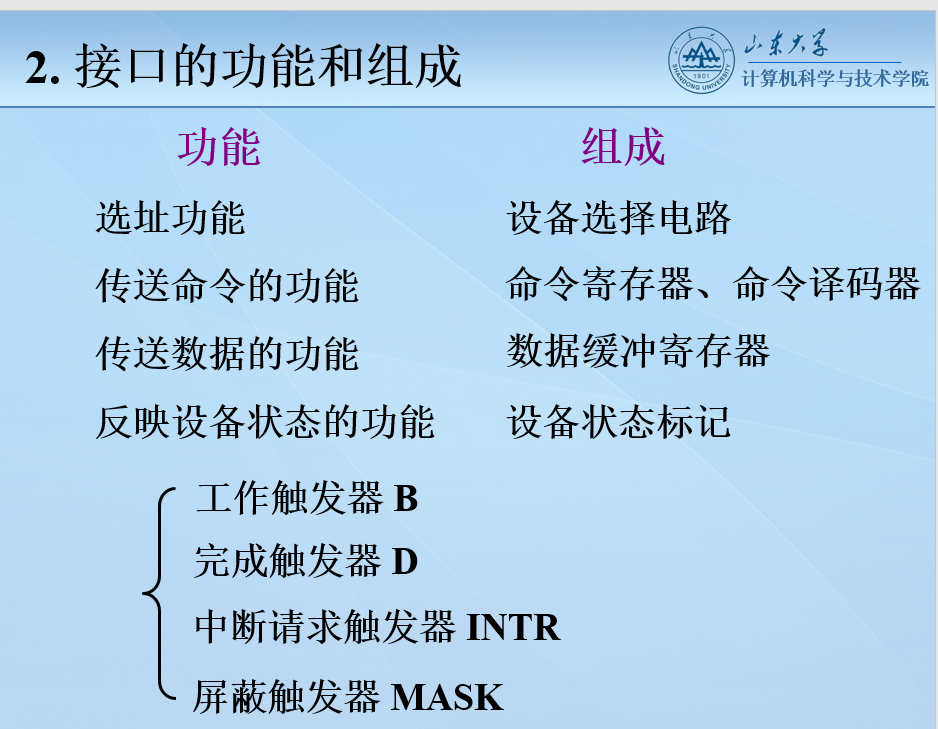 2. 接口的功能和组成
山东大学
SHANDONG UNIVERSITY
1901
计算机科学与技术学院
功能 组成
选址功能 设备选择电路
传送命令的功能 命令寄存器、命令译码器
传送数据的功能 数据缓冲寄存器
反映设备状态的功能 设备状态标记
工作触发器 B
完成触发器 D
中断请求触发器 INTR
屏蔽触发器 MASK